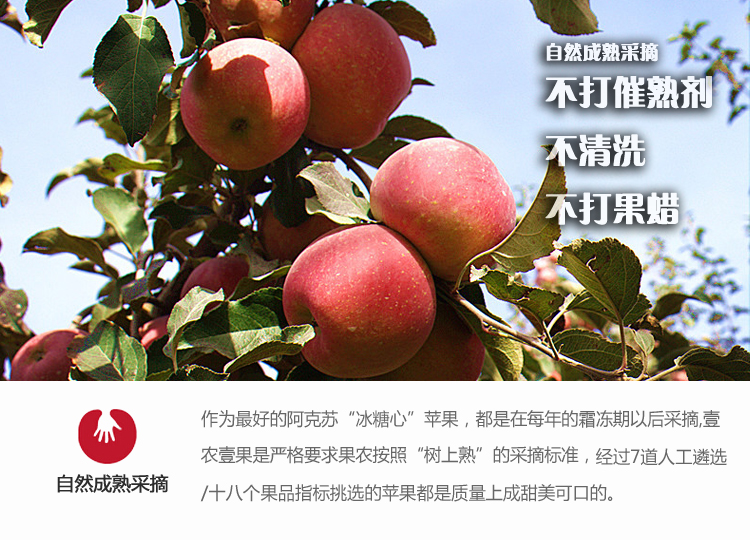 自然成熟采摘
不打催熟剂
不清洗
不打果蜡
作为最好的阿克苏“冰糖心”苹果，都是在每年的霜冻期以后采摘,壹
农壹果是严格要求果农按照“树上熟”的采摘标准，经过7道人工遴选
/十八个果品指标挑选的苹果都是质量上成甜美可口的。
自然成熟采摘